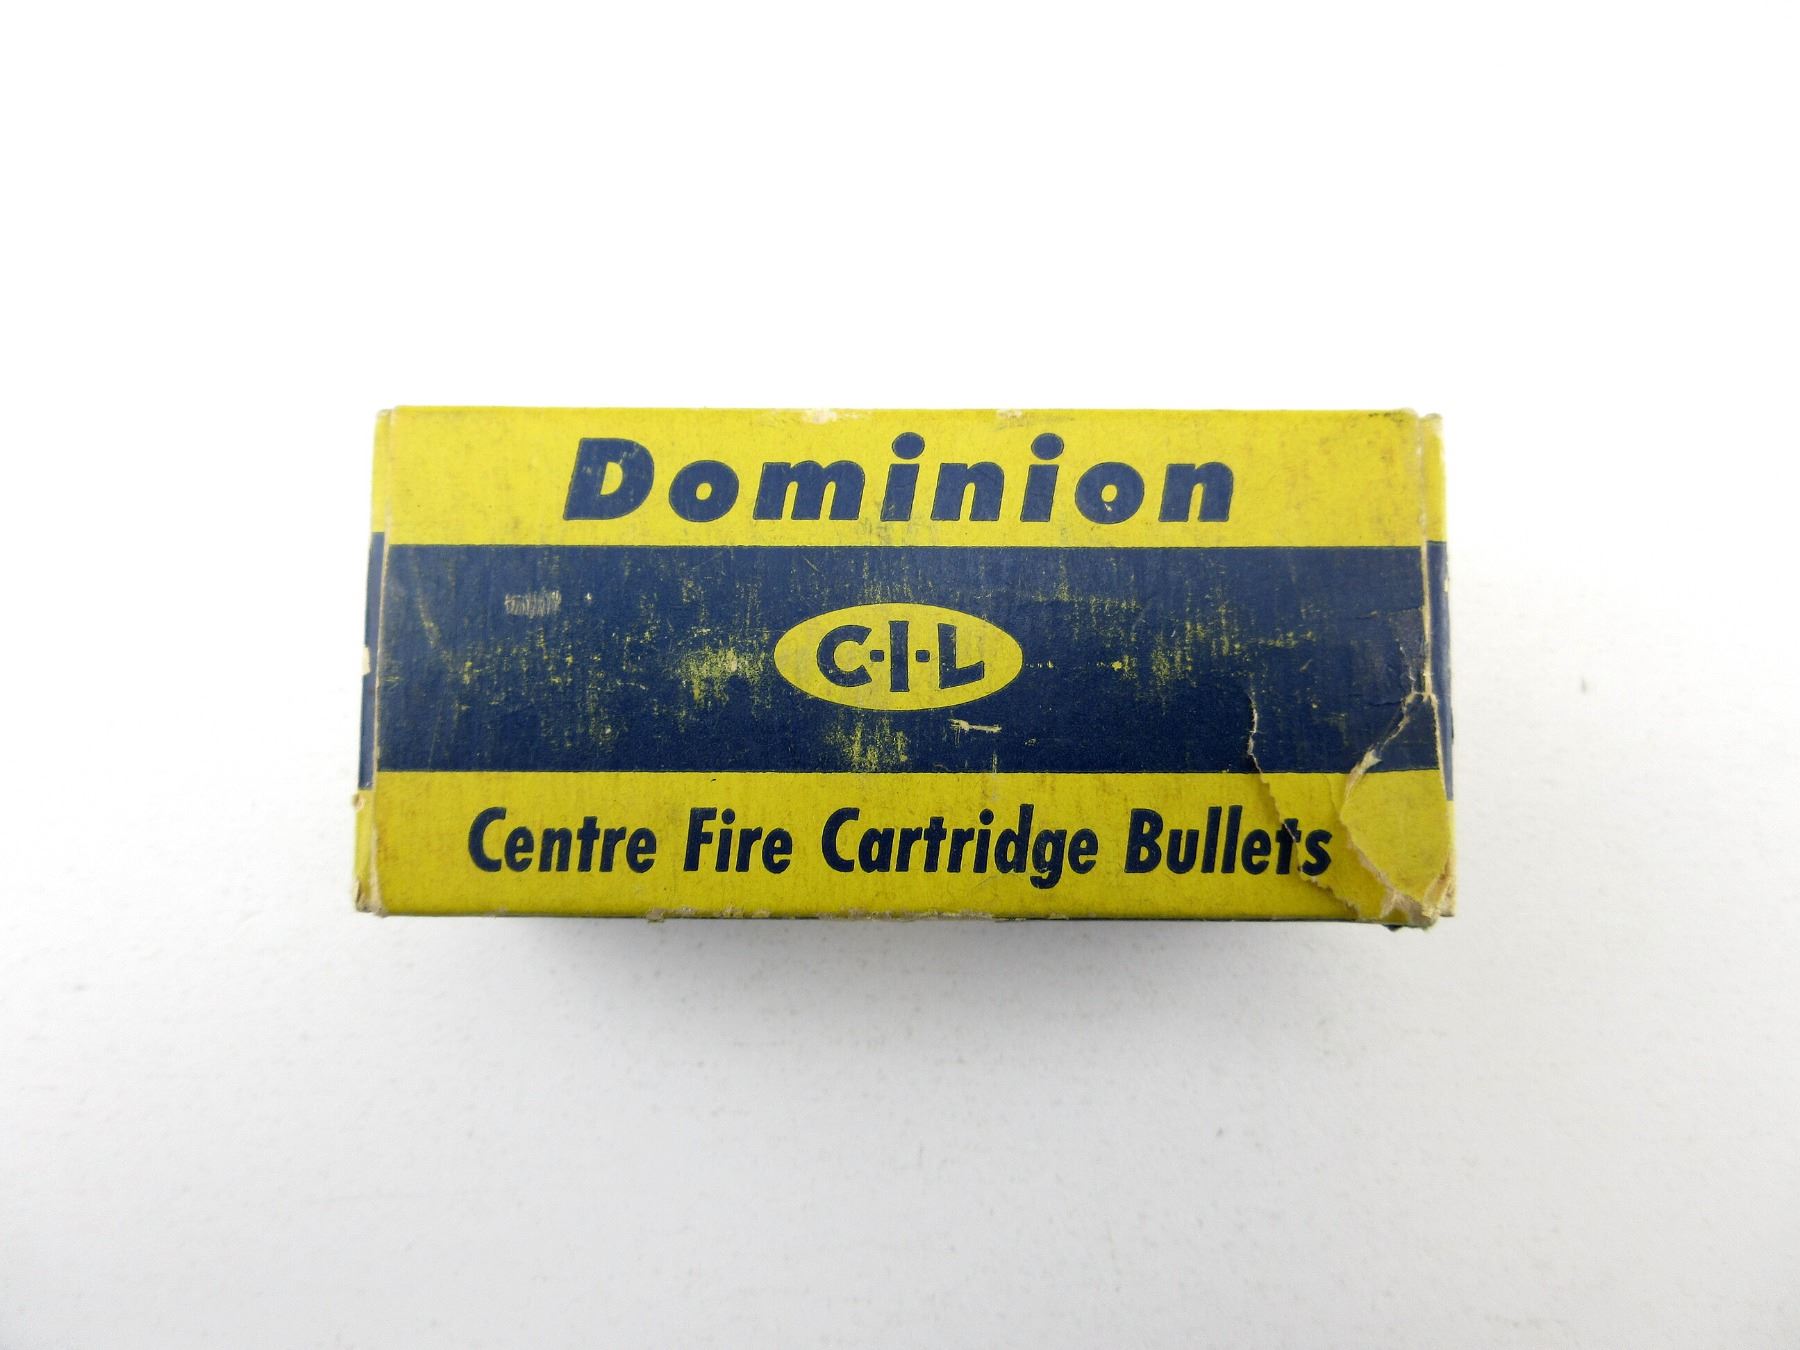 Dominion
C-I-L
Centre Fire Cartridge Bullets